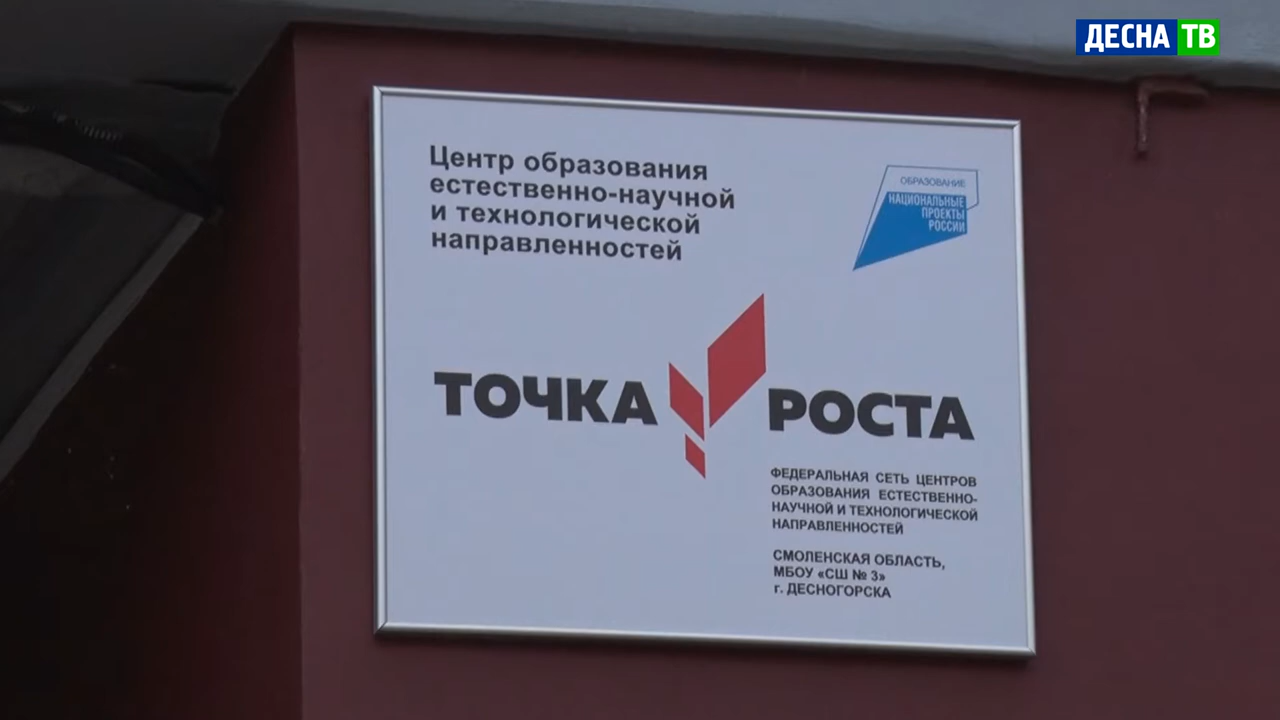 ДЕСНА ТВ
Центр образования
естественно-научной
и технологической
направленностей
ОБРАЗОВАНИЕ
НАЦИОНАЛЬНЫЕ
ПРОЕКТЫ
РОССИИ
ТОЧКА РОСТА
ФЕДЕРАЛЬНАЯ СЕТЬ ЦЕНТРОВ
ОБРАЗОВАНИЯ ЕСТЕСТВЕННО-
НАУЧНОЙ И ТЕХНОЛОГИЧЕСКОЙ
НАПРАВЛЕННОСТЕЙ
СМОЛЕНСКАЯ ОБЛАСТЬ,
МБОУ «СШ № 3»
г. ДЕСНОГОРСКА